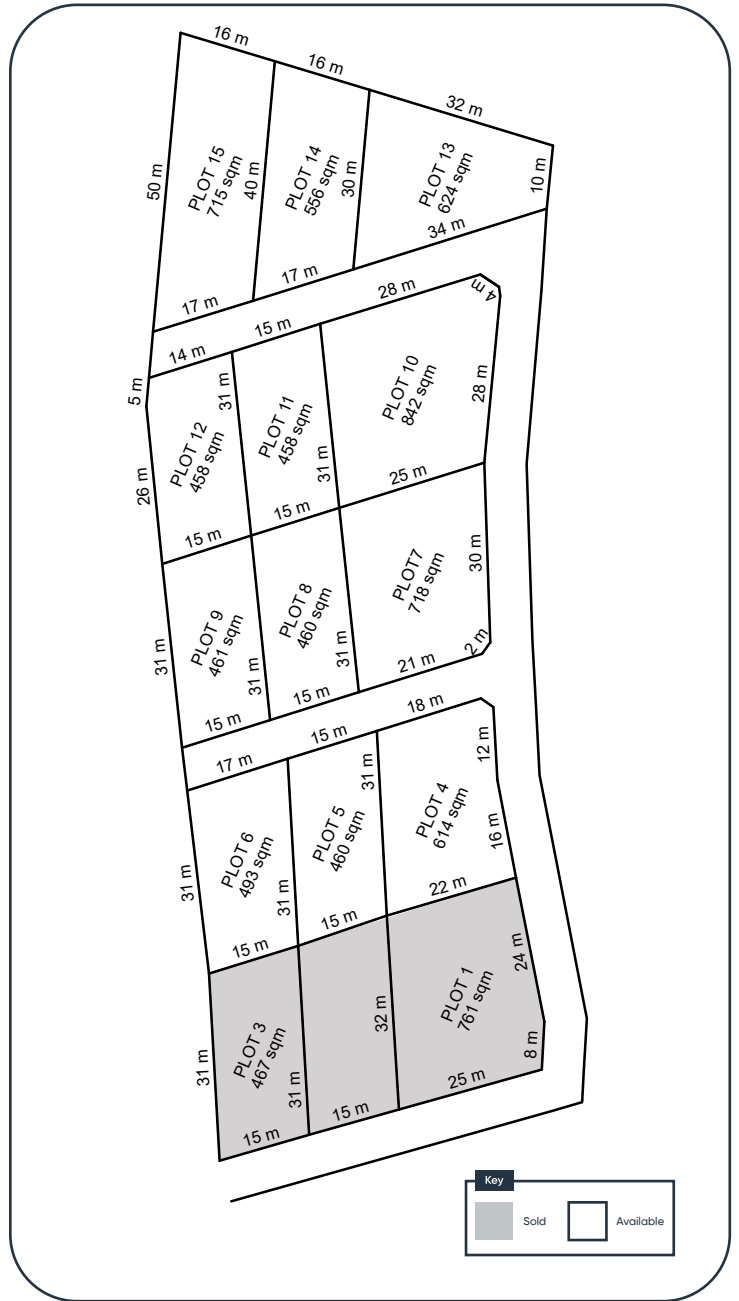 16 m
16 m
32 m
50 m
PLOT 15
715 sqm
40 m
PLOT 14
556 sqm
30 m
PLOT 13
624 sqm
10 m
17 m
17 m
34 m
14 m
15 m
28 m
4 m
5 m
26 m
PLOT 12
458 sqm
31 m
PLOT 11
458 sqm
31 m
PLOT 10
842 sqm
28 m
15 m
15 m
25 m
31 m
PLOT 9
461 sqm
31 m
PLOT 8
460 sqm
31 m
PLOT7
718 sqm
30 m
2 m
15 m
15 m
21 m
17 m
15 m
18 m
31 m
PLOT 6
493 sqm
31 m
PLOT 5
460 sqm
31 m
PLOT 4
614 sqm
12 m
16 m
15 m
15 m
22 m
31 m
PLOT 3
467 sqm
31 m
32 m
PLOT 1
761 sqm
24 m
8 m
15 m
15 m
25 m
Key
Sold
Available